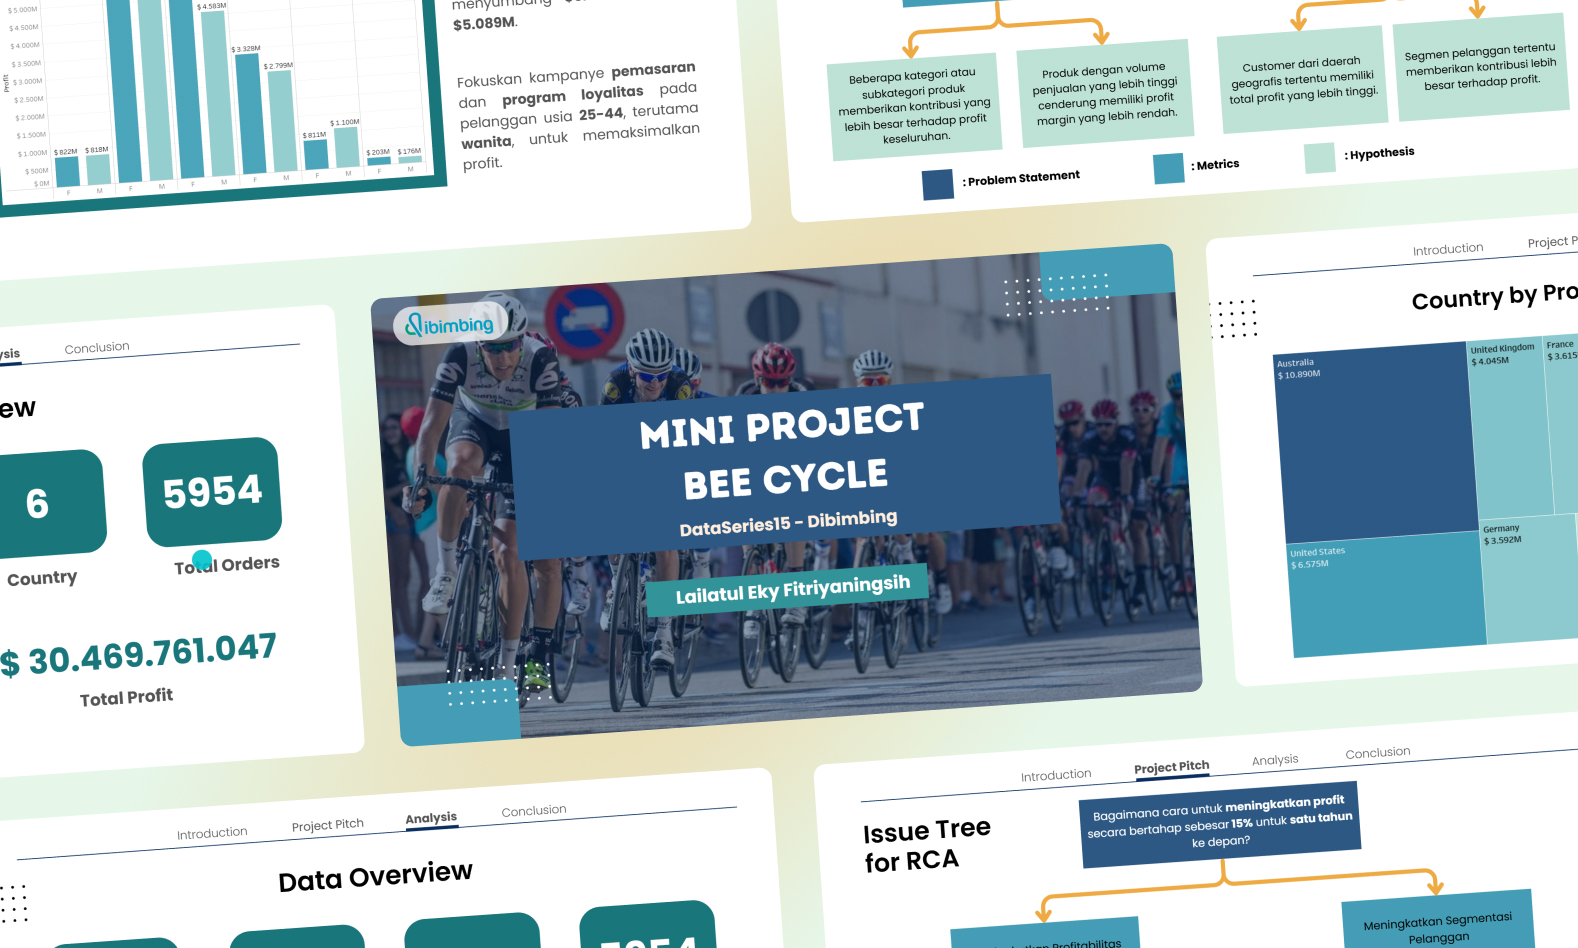 $ 5.000M
$ 4.500M
$ 4.000M
$ 3.500M
$ 3.000M
$ 2.500M
$ 2.000M
$ 1.500M
$ 1.000M
$ 500M
$ 0M
Profit
$ 822M
$ 818M
$ 4.583M
$ 3.328M
$ 2.799M
$ 811M
$ 1.100M
$ 203M
$ 176M
F M F M F M F M F M F M
menyumbang
$5.089M.
Fokuskan kampanye pemasaran
dan program loyalitas pada
pelanggan usia 25-44, terutama
wanita, untuk memaksimalkan
profit.
Beberapa kategori atau
subkategori produk
memberikan kontribusi yang
lebih besar terhadap profit
keseluruhan.
Produk dengan volume
penjualan yang lebih tinggi
cenderung memiliki profit
margin yang lebih rendah.
Customer dari daerah
geografis tertentu memiliki
total profit yang lebih tinggi.
Segmen pelanggan tertentu
memberikan kontribusi lebih
besar terhadap profit.
: Problem Statement
: Metrics
: Hypothesis
Conclusion
6
Country
5954
Total Orders
$ 30.469.761.047
Total Profit
dibimbing
MINI PROJECT
BEE CYCLE
DataSeries15 - Dibimbing
Lailatul Eky Fitriyaningsih
Introduction
Project P
Country by Pro
Australia
$ 10.890M
United Kingdom
$ 4.045M
France
$ 3.615
United States
$ 6.575M
Germany
$ 3.592M
Introduction
Project Pitch
Analysis
Conclusion
Data Overview
Introduction
Project Pitch
Analysis
Conclusion
Issue Tree
for RCA
Bagaimana cara untuk meningkatkan profit
secara bertahap sebesar 15% untuk satu tahun
ke depan?
Profitabilitas
Meningkatkan Segmentasi
Pelanggan